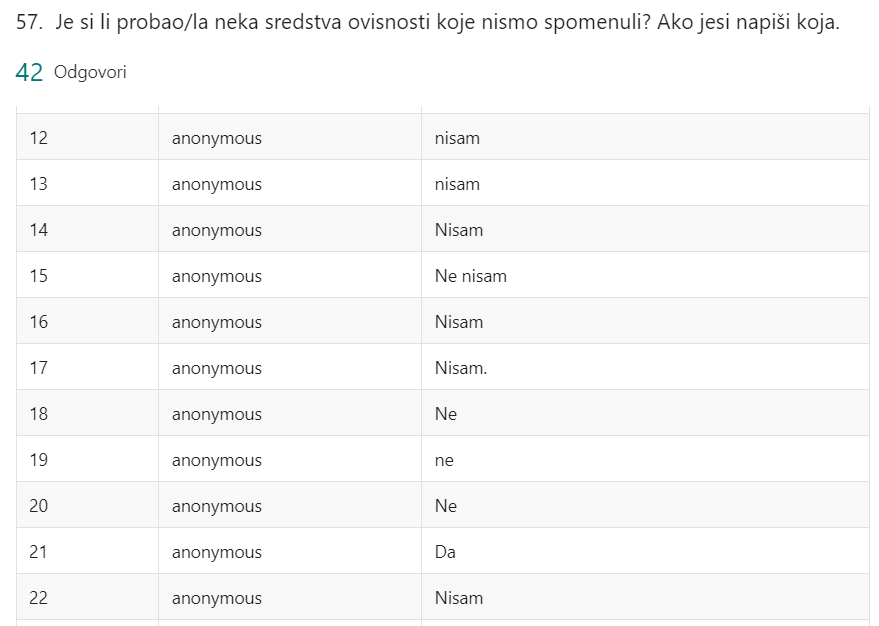 57. Je si li probao/la neka sredstva ovisnosti koje nismo spomenuli? Ako jesi napiši koja.
42 Odgovori
12 anonymous nisam
13 anonymous nisam
14 anonymous Nisam
15 anonymous Ne nisam
16 anonymous Nisam
17 anonymous Nisam.
18 anonymous Ne
19 anonymous ne
20 anonymous Ne
21 anonymous Da
22 anonymous Nisam